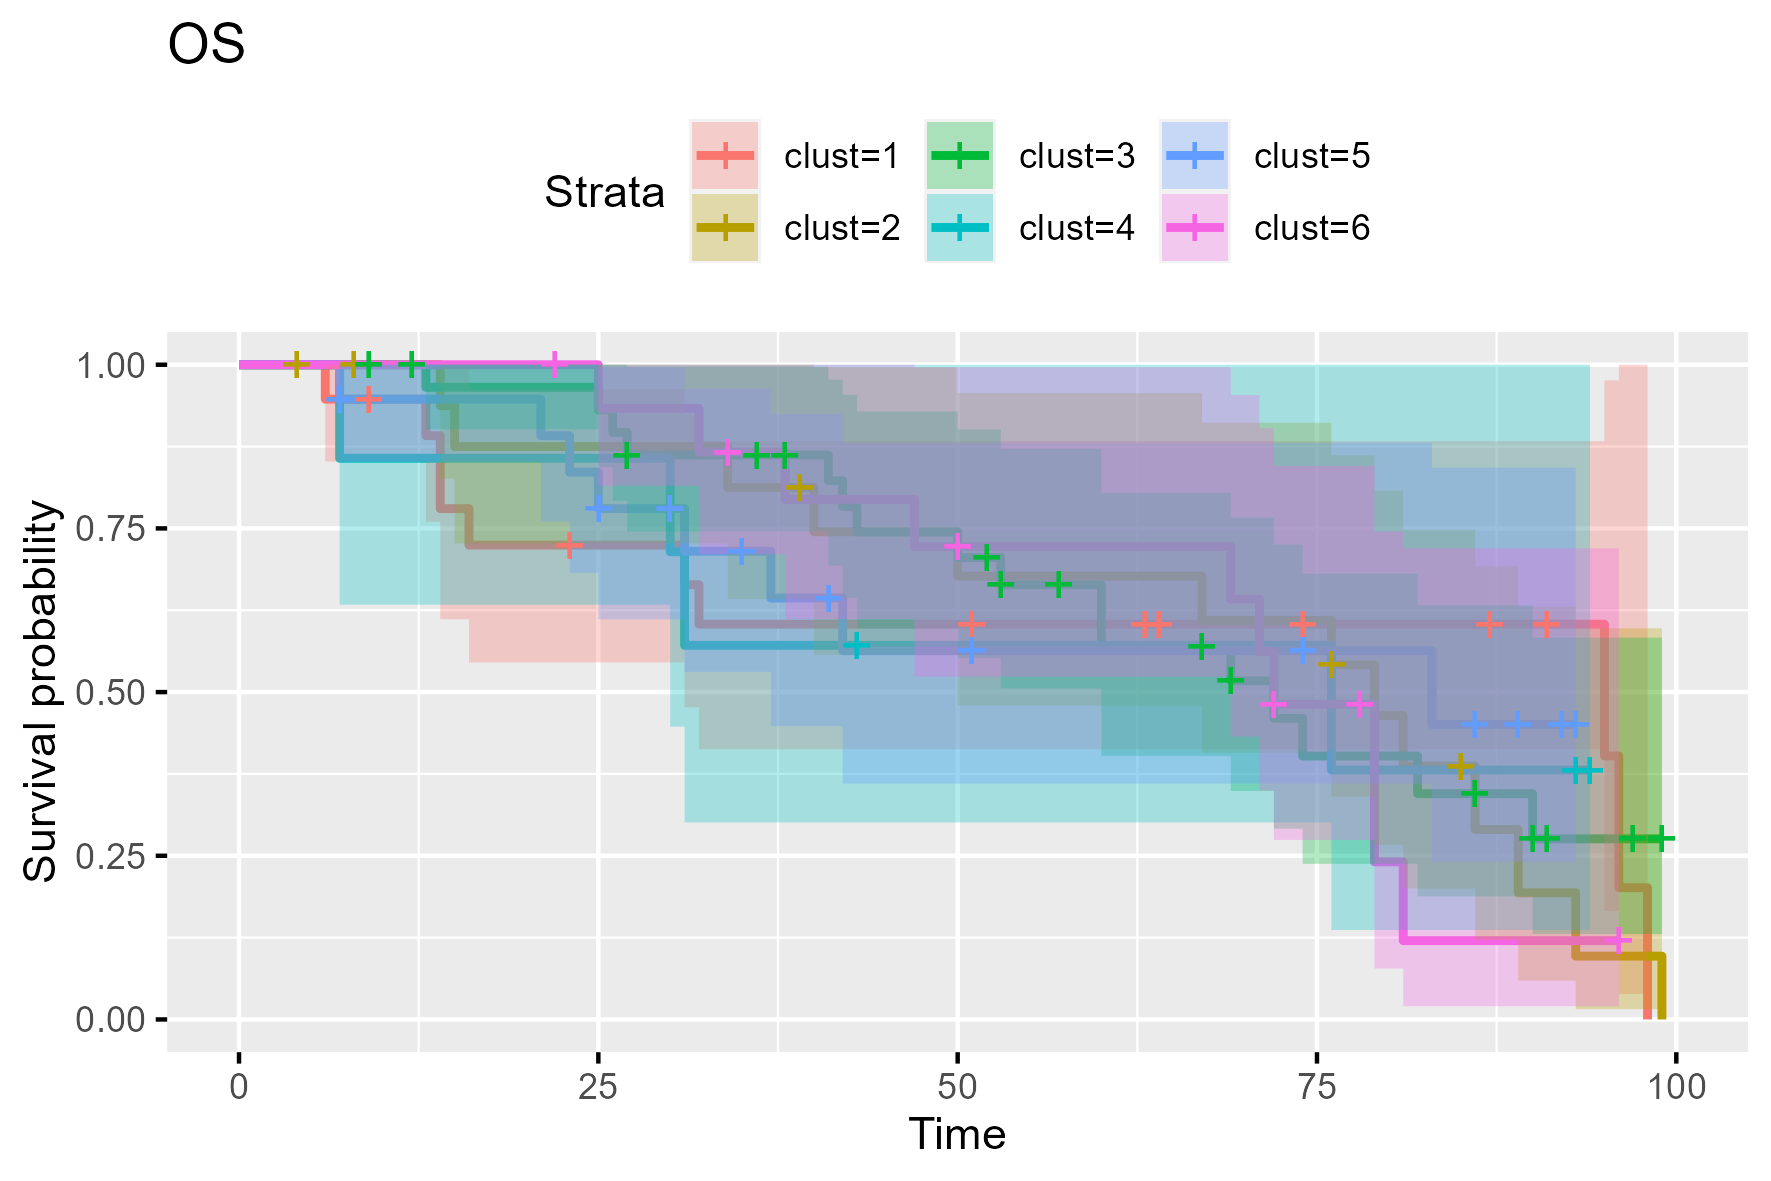 OS
Strata
clust=1 clust=3 clust=5
clust=2 clust=4 clust=6
Survival probability
1.00
0.75
0.50
0.25
0.00
0 25 50 75 100
Time